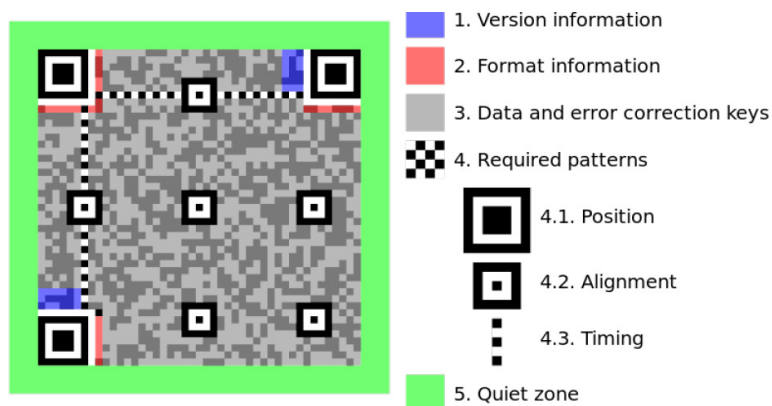 1. Version information
2. Format information
3. Data and error correction keys
4. Required patterns
4.1. Position
4.2. Alignment
4.3. Timing
5. Quiet zone